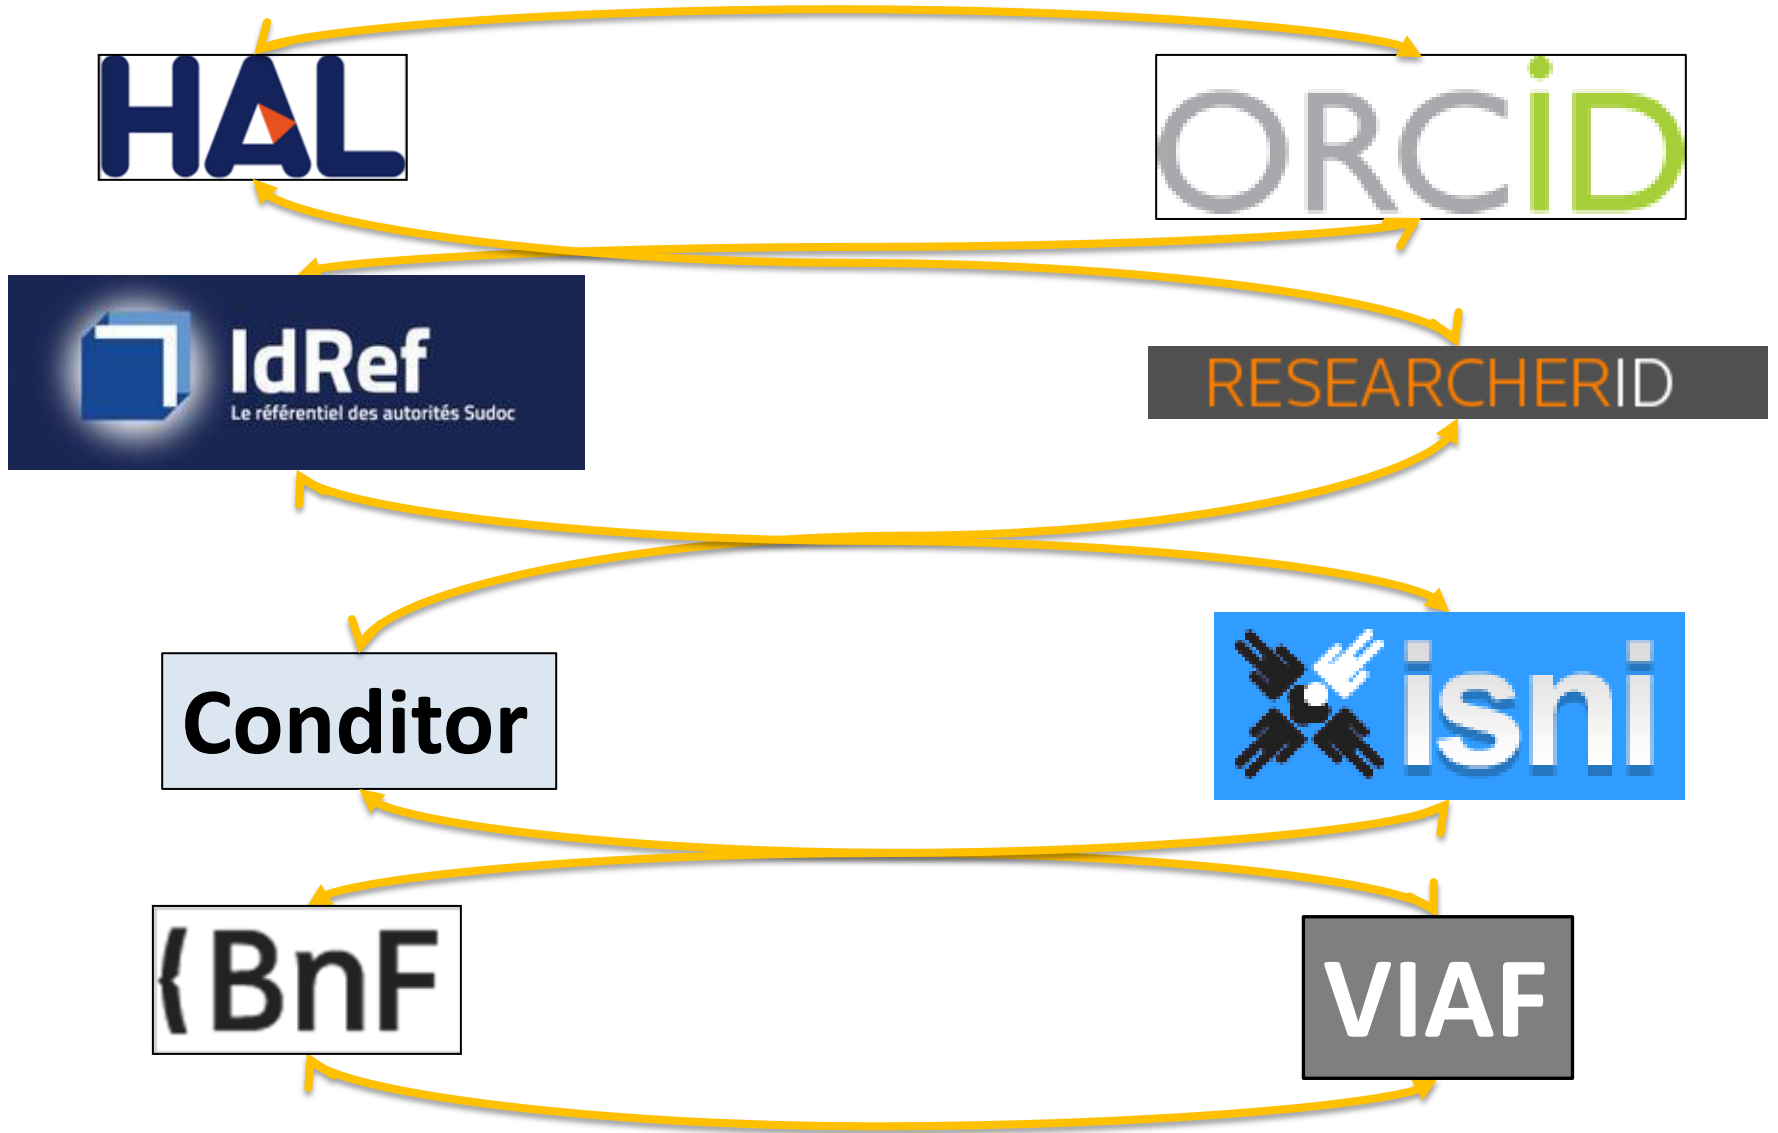 HAL
ORCID
IdRef
Le référentiel des autorités Sudoc
RESEARCHERID
Conditor
isni
{BnF
VIAF